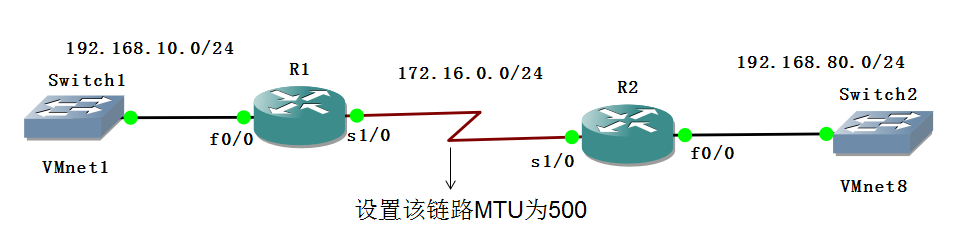 192.168.10.0/24
Switch1
VMnet1
f0/0
R1
s1/0
172.16.0.0/24
设置该链路MTU为500
s1/0
R2
f0/0
192.168.80.0/24
Switch2
VMnet8